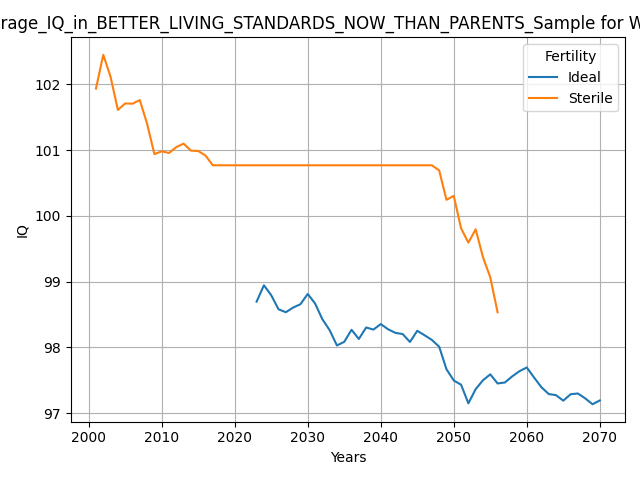 rage_IQ_in_BETTER_LIVING_STANDARDS_NOW_THAN_PARENTS_Sample for W
Fertility
Ideal
Sterile
102
101
100
99
98
97
IQ
2000 2010 2020 2030 2040 2050 2060 2070
Years